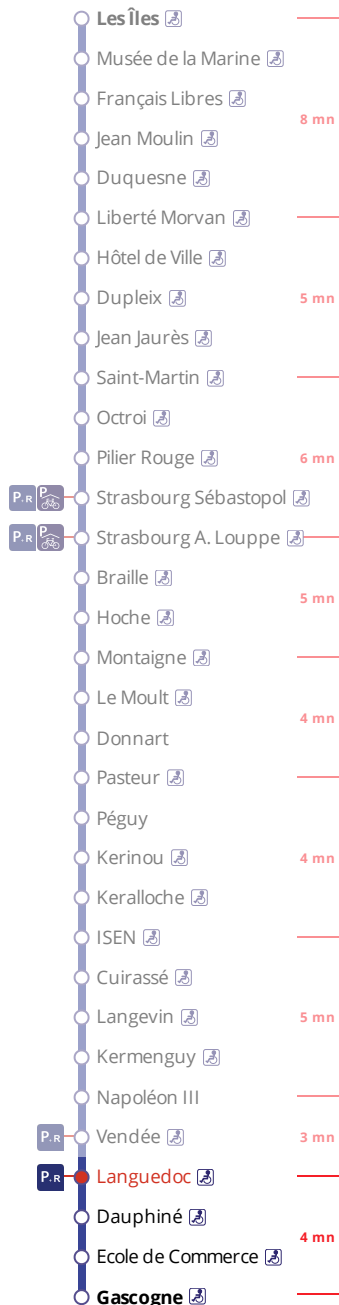 Les Îles
Musée de la Marine
Français Libres
8 mn
Jean Moulin
Duquesne
Liberté Morvan
Hôtel de Ville
Dupleix
5 mn
Jean Jaurès
Saint-Martin
Octroi
Pilier Rouge
6 mn
P+R P Strasbourg Sébastopol
P+R P Strasbourg A. Louppe
Braille
5 mn
Hoche
Montaigne
Le Moult
4 mn
Donnart
Pasteur
Péguy
Kerinou
4 mn
Keralloche
ISEN
Cuirassé
Langevin
5 mn
Kermenguy
Napoléon III
P+R Vendée
3 mn
P+R Languedoc
Dauphiné
4 mn
Ecole de Commerce
Gascogne